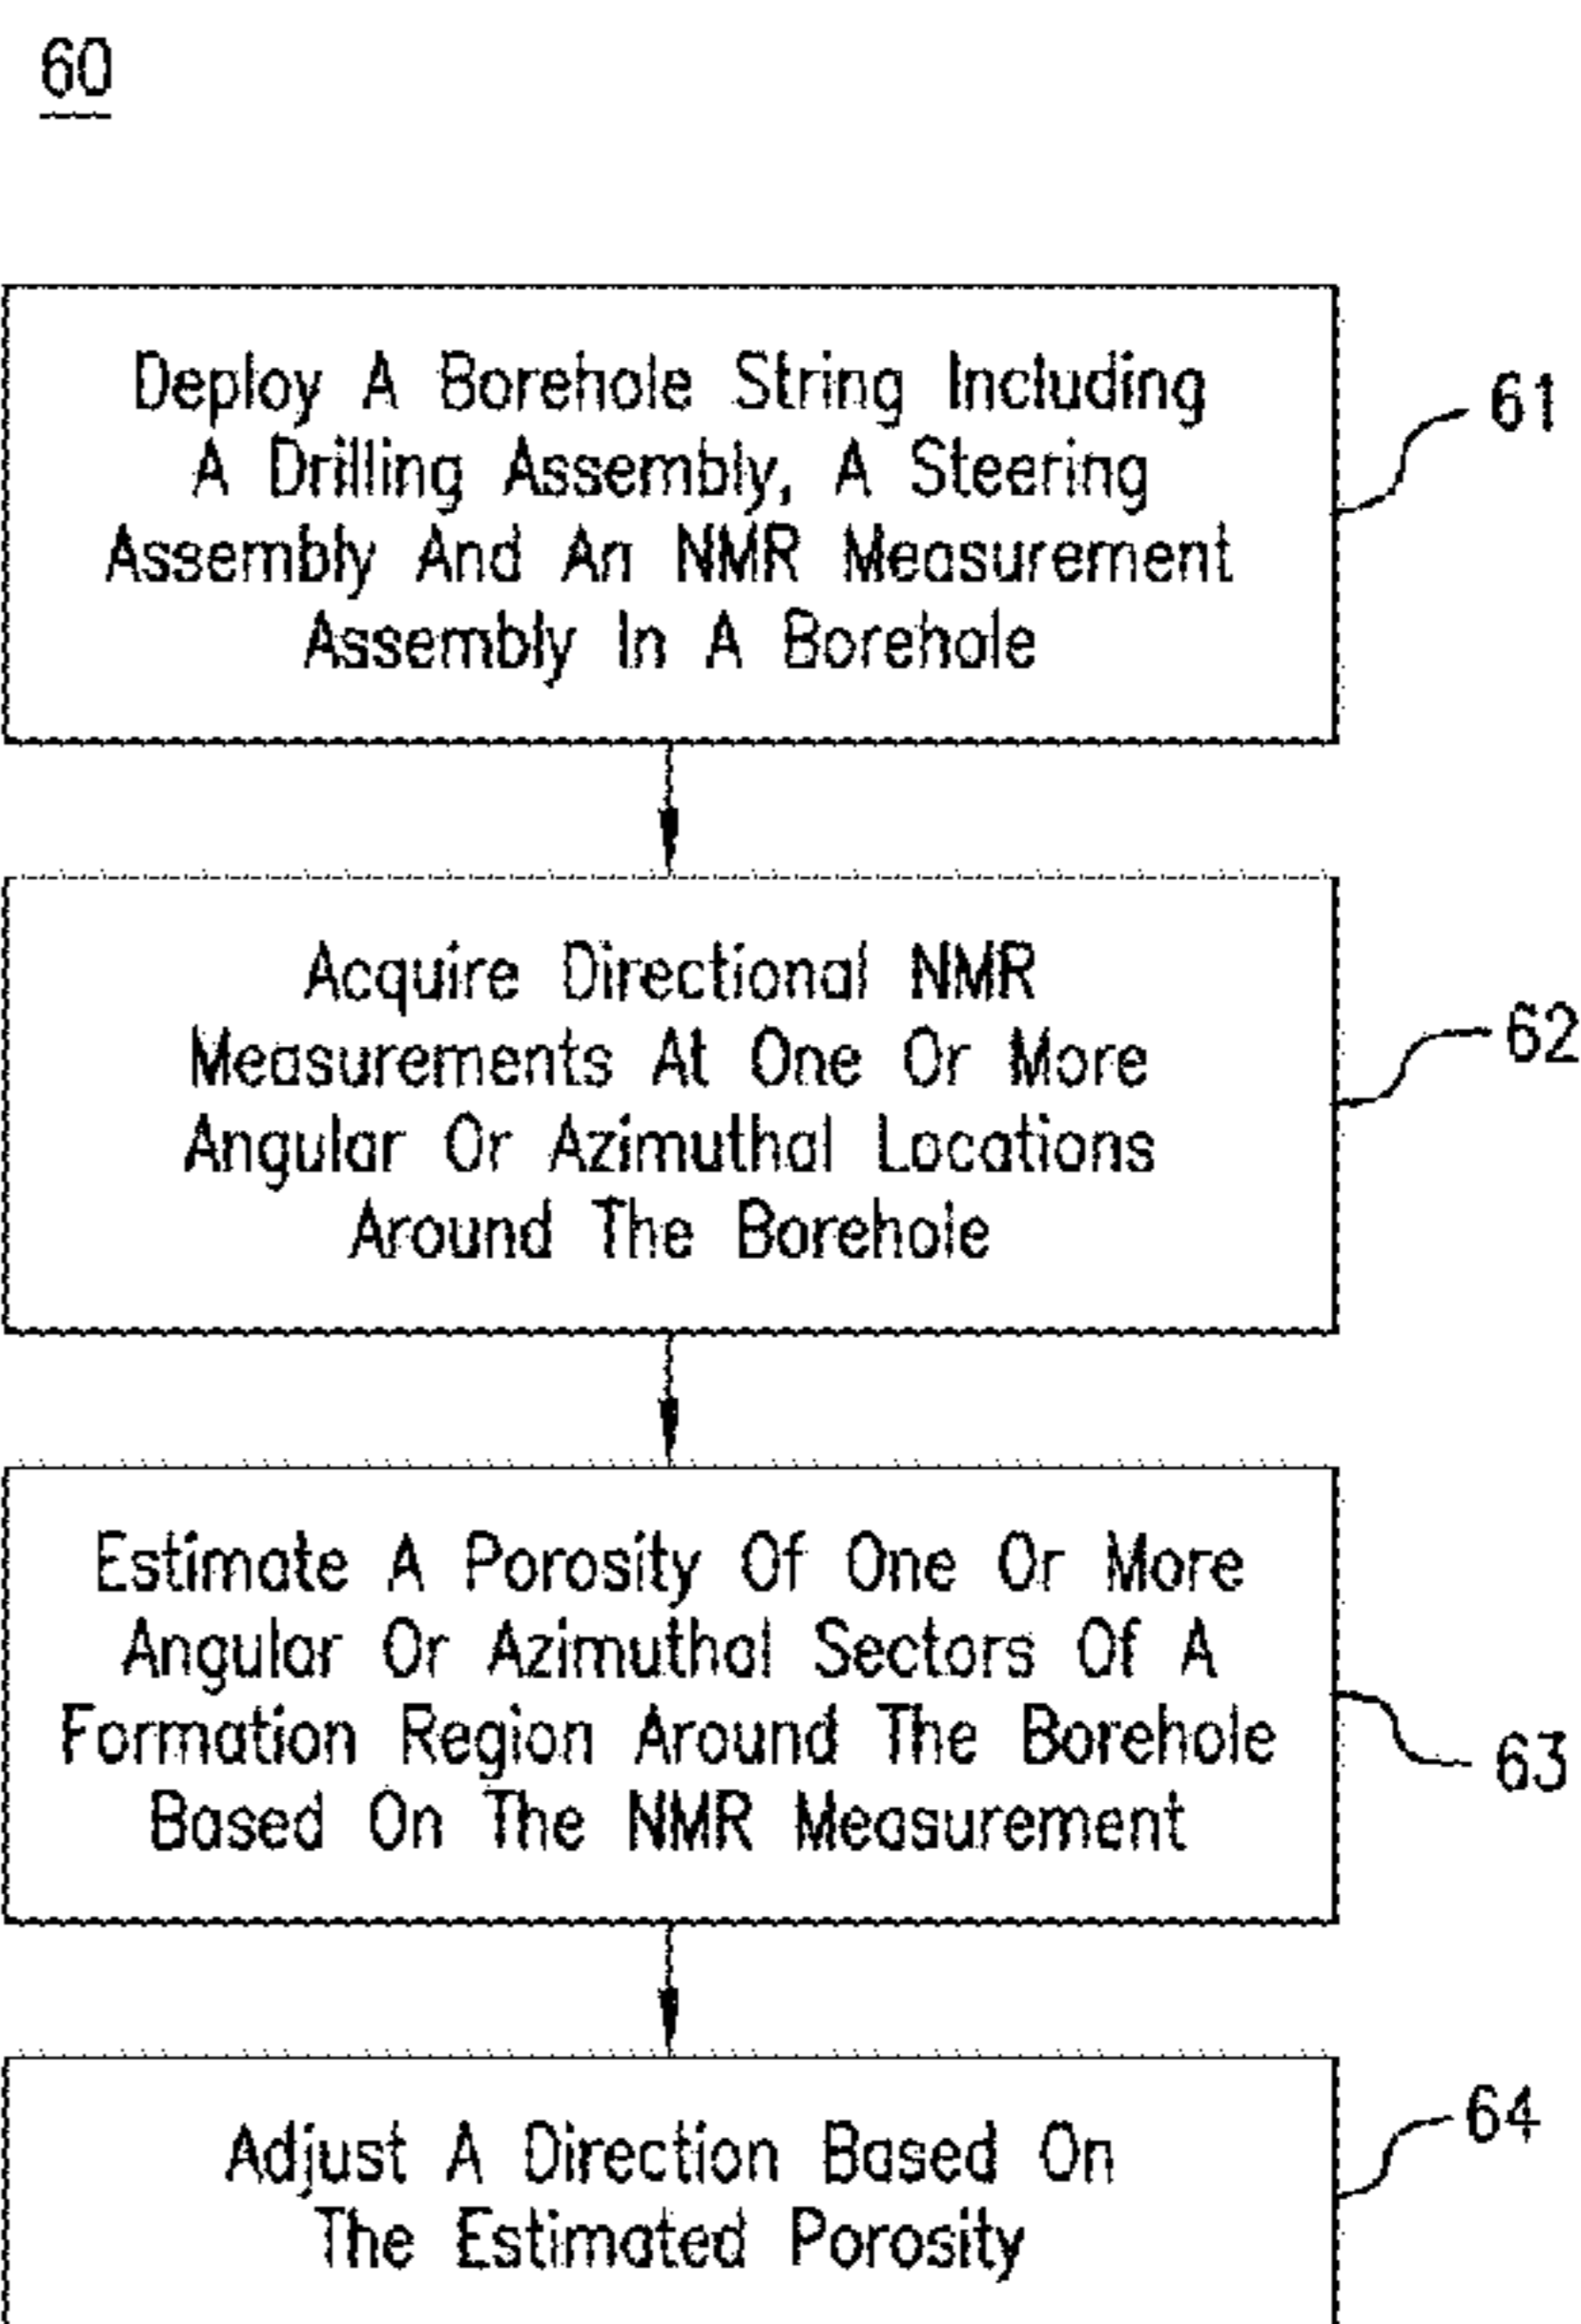 60
Deploy A Borehole String Including
A Drilling Assembly, A Steering
Assembly And An NMR Measurement
Assembly In A Borehole
61
Acquire Directional NMR
Measurements At One Or More
Angular Or Azimuthal Locations
Around The Borehole
62
Estimate A Porosity Of One Or More
Angular Or Azimuthal Sectors Of A
Formation Region Around The Borehole
Based On The NMR Measurement
63
Adjust A Direction Based On
The Estimated Porosity
64